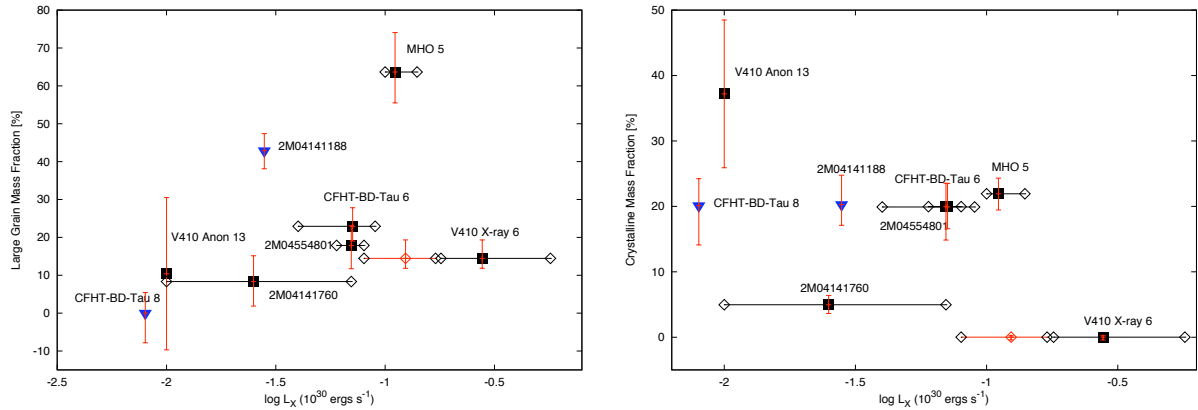 80
70
60
50
40
30
20
10
0
-10
-2.5
-2
-1.5
-1
-0.5
Large Grain Mass Fraction [%]
log L_X (10^30 ergs s^-1)
MHO 5
2M04141188
CFHT-BD-Tau 6
V410 Anon 13
2M04554801
V410 X-ray 6
CFHT-BD-Tau 8
2M04141760
50
40
30
20
10
0
-2
-1.5
-1
-0.5
Crystalline Mass Fraction [%]
log L_X (10^30 ergs s^-1)
V410 Anon 13
2M04141188
MHO 5
CFHT-BD-Tau 6
CFHT-BD-Tau 8
2M04554801
2M04141760
V410 X-ray 6